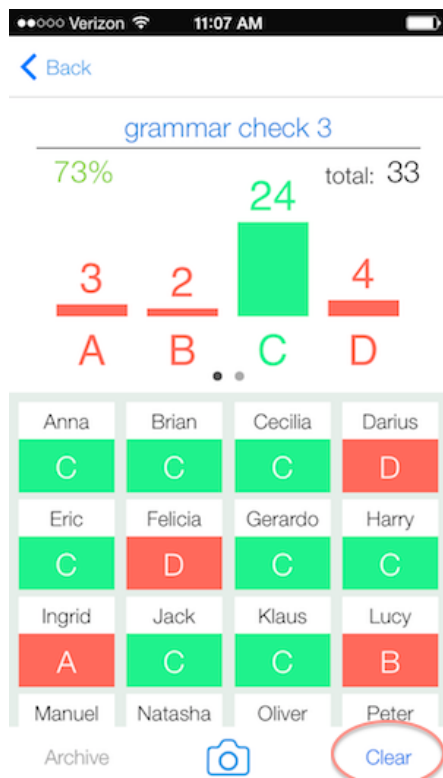 Verizon 11:07 AM
Back
grammar check 3
73% total: 33
24
3 2 4
A B C D
Anna Brian Cecilia Darius
C C C D
Eric Felicia Gerardo Harry
C D C C
Ingrid Jack Klaus Lucy
A C C B
Manuel Natasha Oliver Peter
Archive Clear